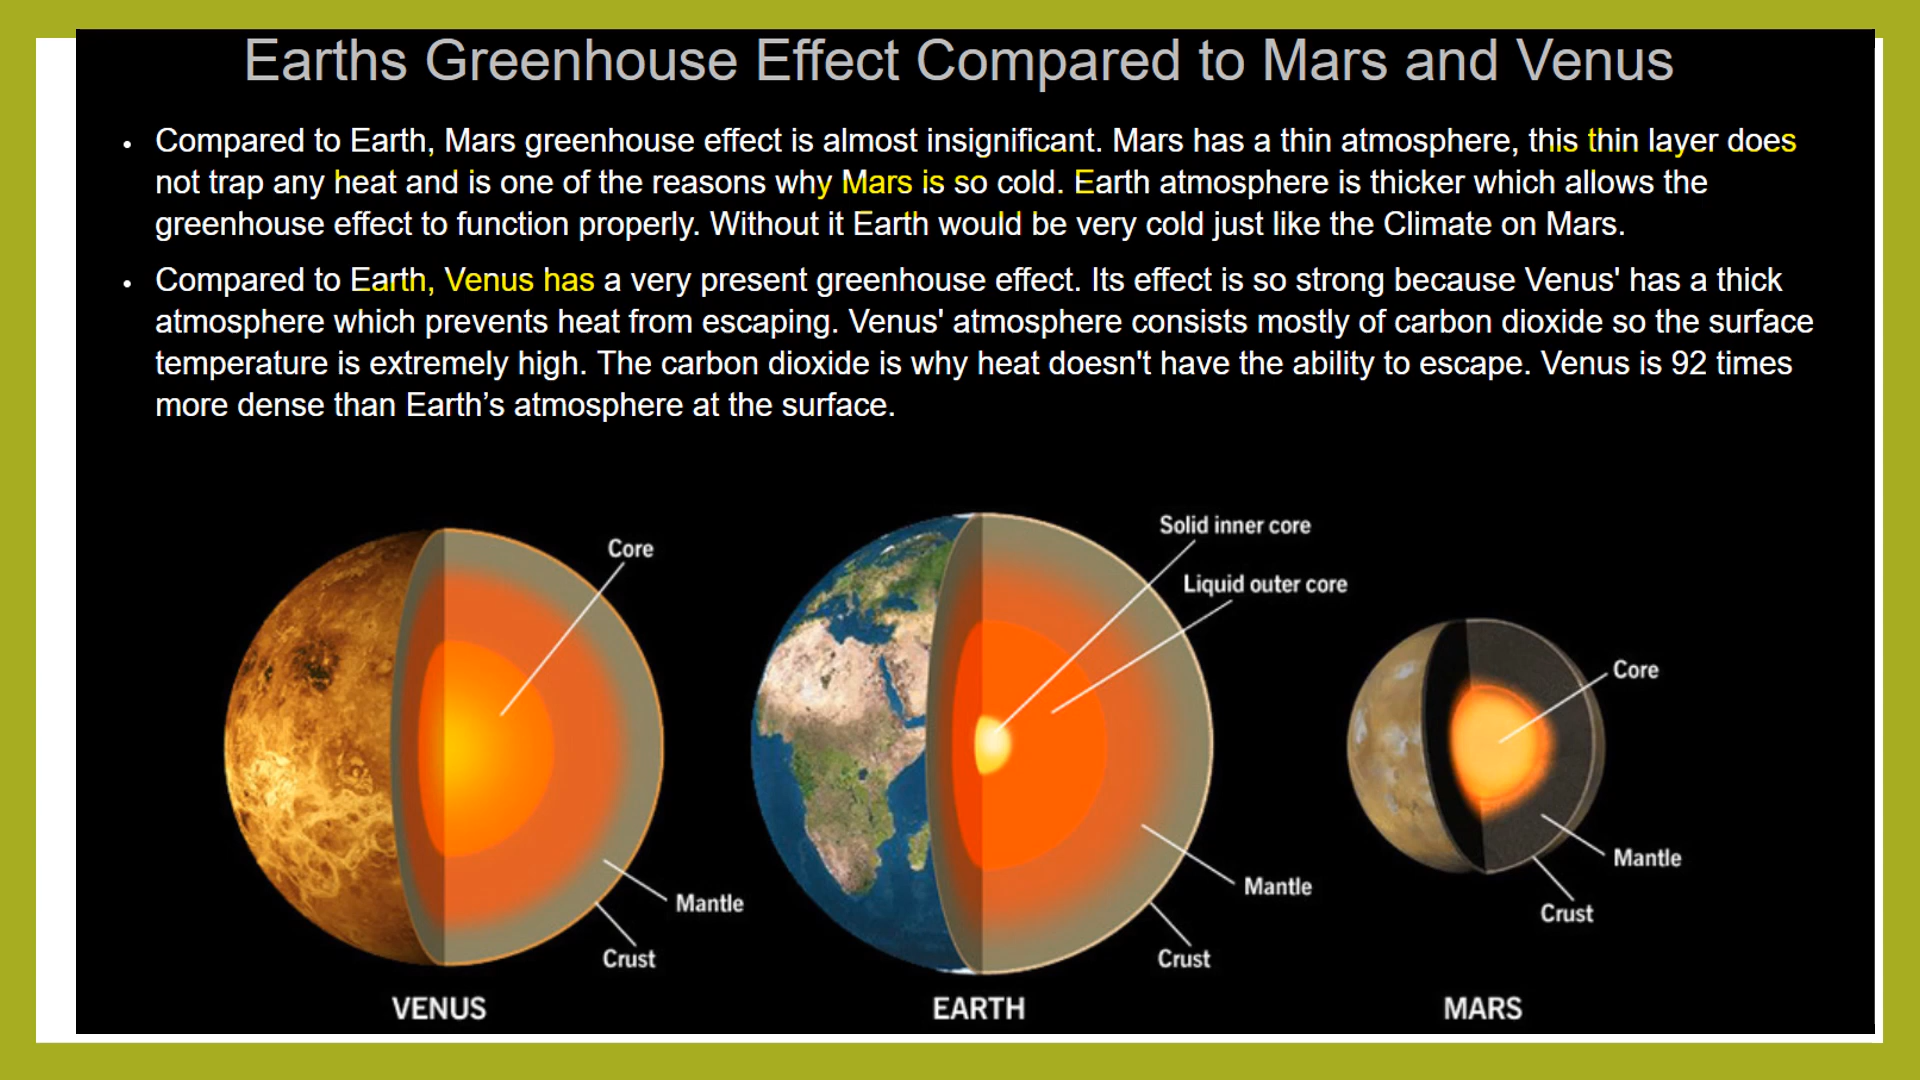 Earths Greenhouse Effect Compared to Mars and Venus
• Compared to Earth, Mars greenhouse effect is almost insignificant. Mars has a thin atmosphere, this thin layer does
not trap any heat and is one of the reasons why Mars is so cold. Earth atmosphere is thicker which allows the
greenhouse effect to function properly. Without it Earth would be very cold just like the Climate on Mars.
• Compared to Earth, Venus has a very present greenhouse effect. Its effect is so strong because Venus' has a thick
atmosphere which prevents heat from escaping. Venus' atmosphere consists mostly of carbon dioxide so the surface
temperature is extremely high. The carbon dioxide is why heat doesn't have the ability to escape. Venus is 92 times
more dense than Earth’s atmosphere at the surface.
Core
Mantle
Crust
VENUS
Solid inner core
Liquid outer core
Mantle
Crust
EARTH
Core
Mantle
Crust
MARS